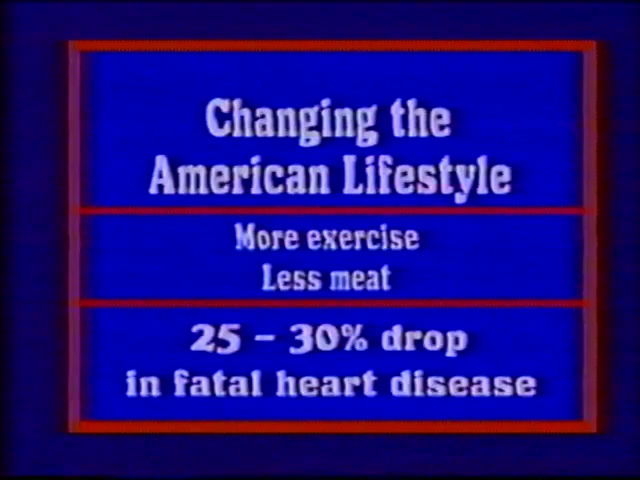 Changing the
American Lifestyle
More exercise
Less meat
25 – 30% drop
in fatal heart disease